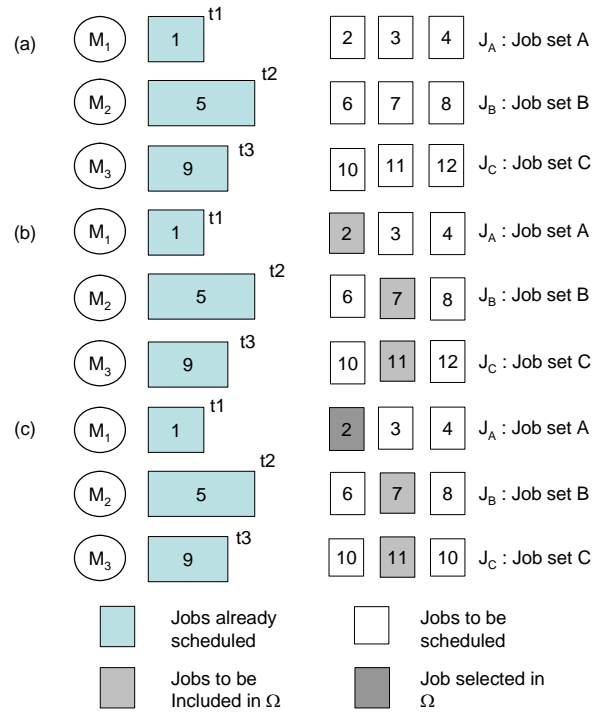 (a) M1 1 t1 2 3 4 JA : Job set A
M2 5 t2 6 7 8 JB : Job set B
M3 9 t3 10 11 12 JC : Job set C
(b) M1 1 t1 2 3 4 JA : Job set A
M2 5 t2 6 7 8 JB : Job set B
M3 9 t3 10 11 12 JC : Job set C
(c) M1 1 t1 2 3 4 JA : Job set A
M2 5 t2 6 7 8 JB : Job set B
M3 9 t3 10 11 10 JC : Job set C
Jobs already
scheduled
Jobs to be
scheduled
Jobs to be
Included in Ω
Job selected in
Ω